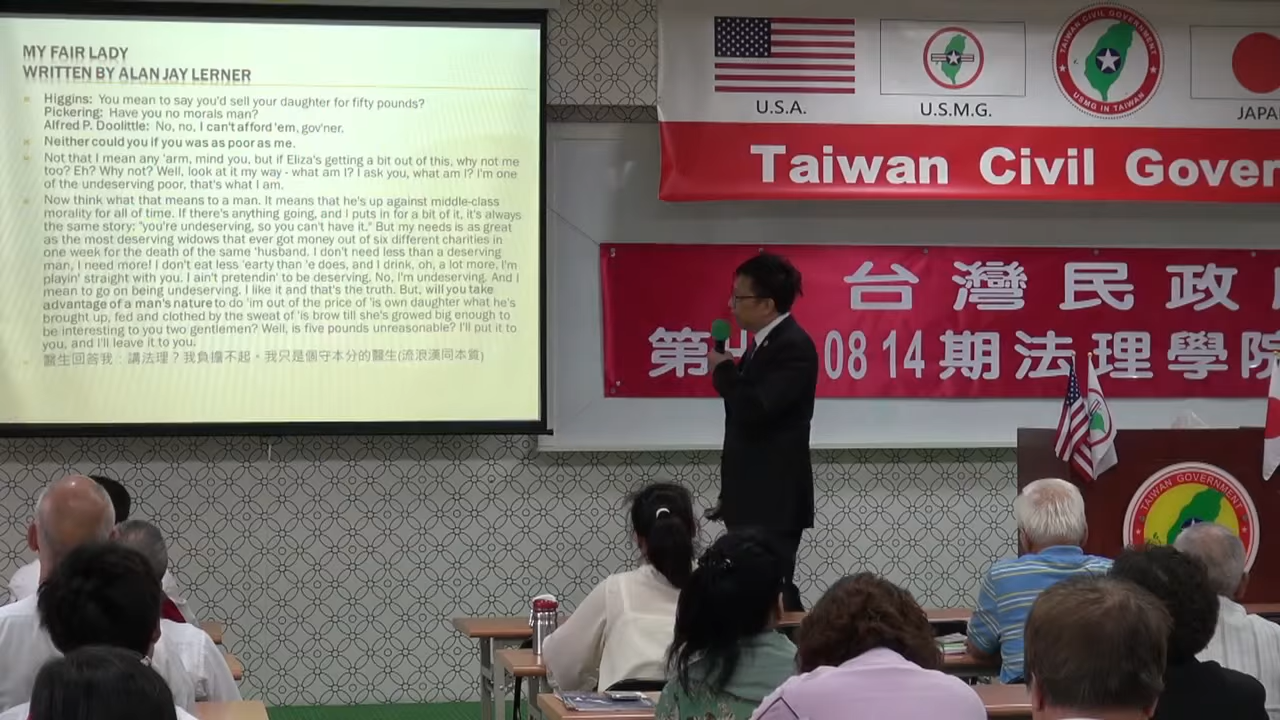 MY FAIR LADY
WRITTEN BY ALAN JAY LERNER
Higgins: You mean to say you'd sell your daughter for fifty pounds?
Pickering: Have you no morals man?
Alfred P. Doolittle: No, no, I can't afford 'em, gov'ner.
Neither could you if you was as poor as me.
Not that I mean any 'arm, mind you, but if Eliza's getting a bit out of this, why not me
too? Eh? Why not? Well, look at it my way - what am I? I ask you, what am I? I'm one
of the undeserving poor, that's what I am.
Now think what that means to a man. It means that he's up against middle-class
morality for all of time. If there's anything going, and I puts in for a bit of it, it's always
the same story: "you're undeserving, so you can't have it." But my needs is as great
as the most deserving widows that ever got money out of six different charities in
one week for the death of the same 'husband. I don't need less than a deserving
man, I need more! I don't eat less 'earty than 'e does, and I drink, oh, a lot more. I'm
playin' straight with you. I ain't pretendin' to be deserving. No, I'm undeserving. And I
mean to go on being undeserving. I like it and that's the truth. But, will you take
advantage of a man's nature to do 'im out of the price of 'is own daughter what he's
brought up, fed and clothed by the sweat of 'is brow till she's growed big enough to
be interesting to you two gentlemen? Well, is five pounds unreasonable? I'll put it to
you, and I'll leave it to you.
醫生回答我：講法理？我負擔不起。我只是個守本分的醫生(流浪漢同本質)
U.S.A.
U.S.M.G.
TAIWAN CIVIL GOVERNMENT
USMG IN TAIWAN
JAPA
Taiwan Civil Gover
台灣民政
第 0814期法理學院
TAIWAN GOVERNMENT